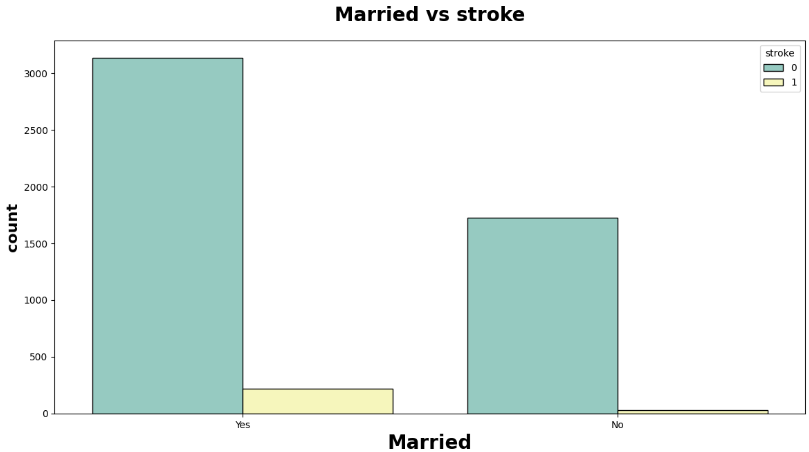 Married vs stroke
stroke
0
1
3000
2500
2000
1500
1000
500
0
count
Yes
No
Married